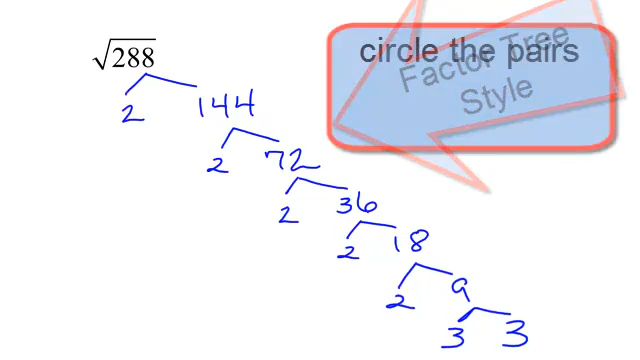 √288
2 144
2 72
2 36
2 18
2 9
3 3
circle the pairs
Factor Tree
Style